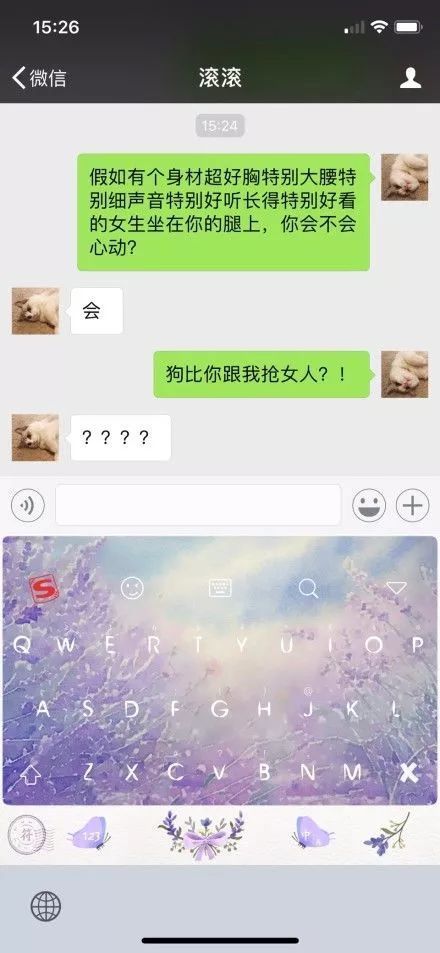 15:26
微信
滚滚
15:24
假如有个身材超好胸特别大腰特
别细声音特别好听长得特别好看
的女生坐在你的腿上，你会不会
心动？
会
狗比你跟我抢女人？！
？？？？
S
Q W E R T Y U I O P
A S D F G H J K L
Z X C V B N M
符 123 中